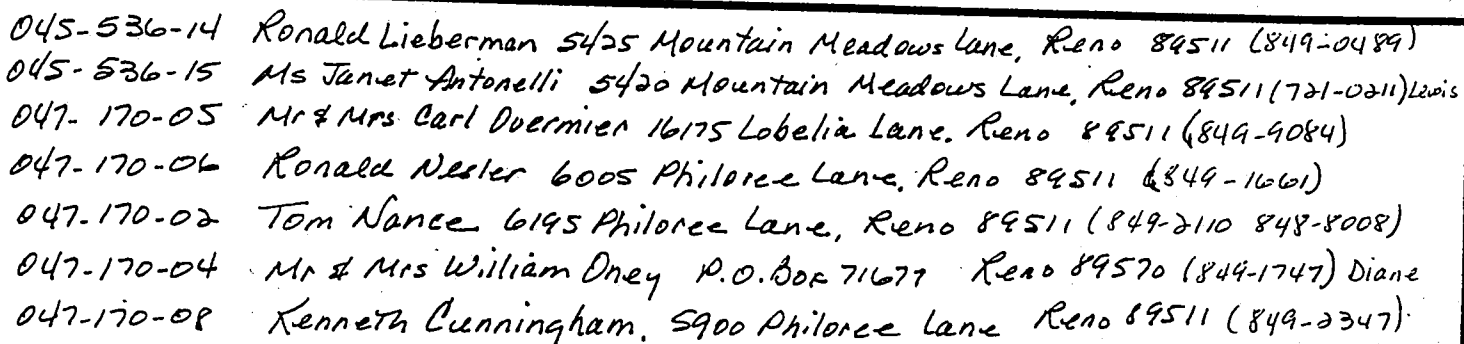 045-536-14 Ronald Lieberman 5425 Mountain Meadows Lane, Reno 89511 (849-0489)
045-536-15 Ms Janet Antonelli 5420 Mountain Meadows Lane, Reno 89511 (721-0211) Lewis
047-170-05 Mr & Mrs Carl Doermier 16175 Lobelia Lane. Reno 89511 (849-9084)
047-170-06 Ronald Nesler 6005 Philoree Lane, Reno 89511 (849-1661)
047-170-02 Tom Nance 6195 Philoree Lane, Reno 89511 (849-2110 848-8008)
047-170-04 Mr & Mrs William Oney P.O. Box 71677 Reno 89570 (849-1747) Diane
047-170-08 Kenneth Cunningham, 5900 Philoree Lane Reno 89511 (849-2347)